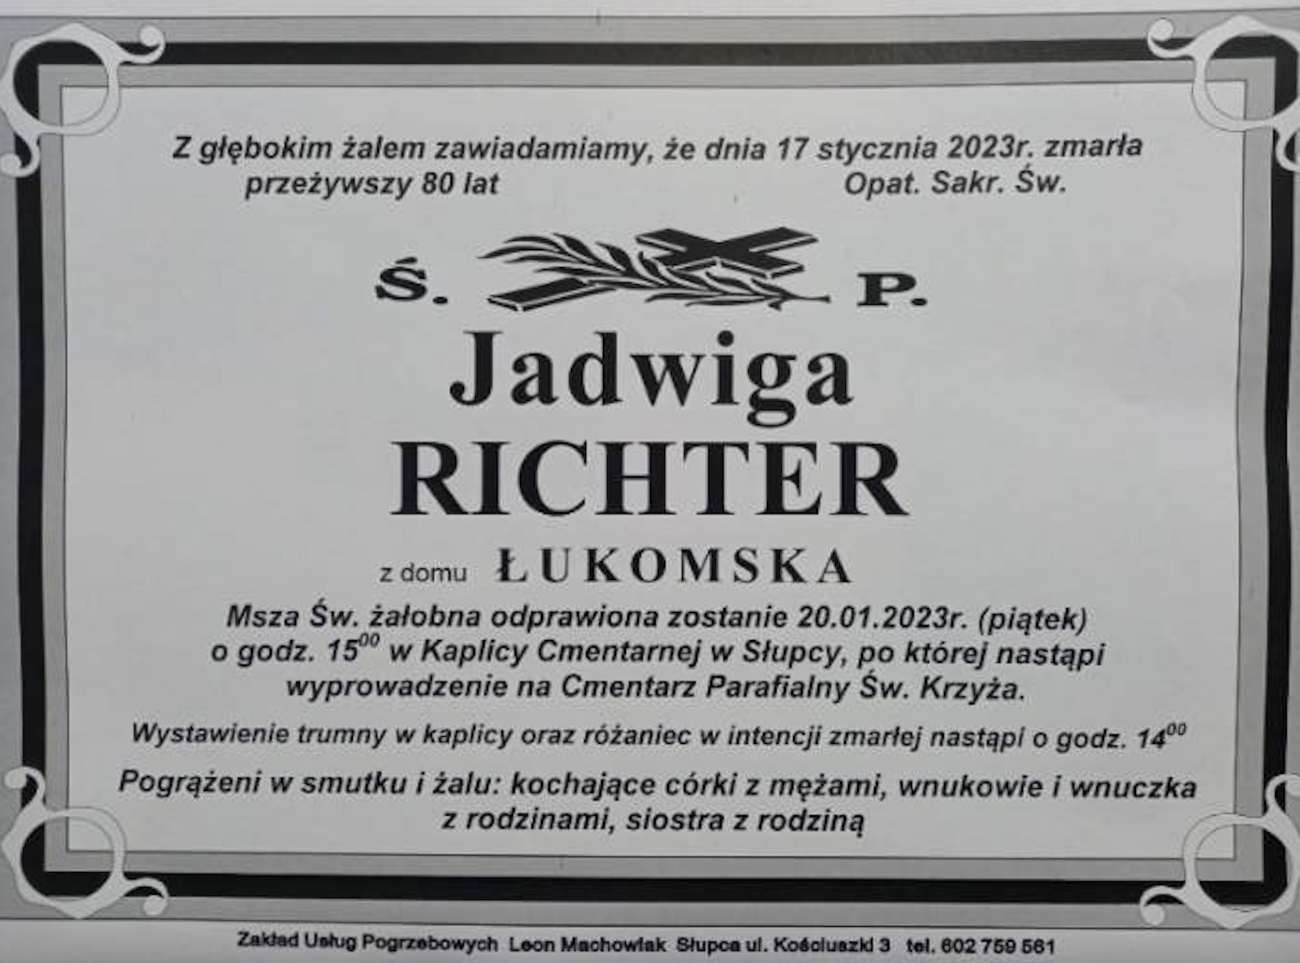 Z głębokim żalem zawiadamiamy, że dnia 17 stycznia 2023r. zmarła
przeżywszy 80 lat Opat. Sakr. Św.
Ś. P.
Jadwiga
RICHTER
z domu ŁUKOMSKA
Msza Św. żałobna odprawiona zostanie 20.01.2023r. (piątek)
o godz. 15⁰⁰ w Kaplicy Cmentarnej w Słupcy, po której nastąpi
wyprowadzenie na Cmentarz Parafialny Św. Krzyża.
Wystawienie trumny w kaplicy oraz różaniec w intencji zmarłej nastąpi o godz. 14⁰⁰
Pogrążeni w smutku i żalu: kochające córki z mężami, wnukowie i wnuczka
z rodzinami, siostra z rodziną
Zakład Usług Pogrzebowych Leon Machowiak Słupca ul. Kościuszki 3 tel. 602 759 561